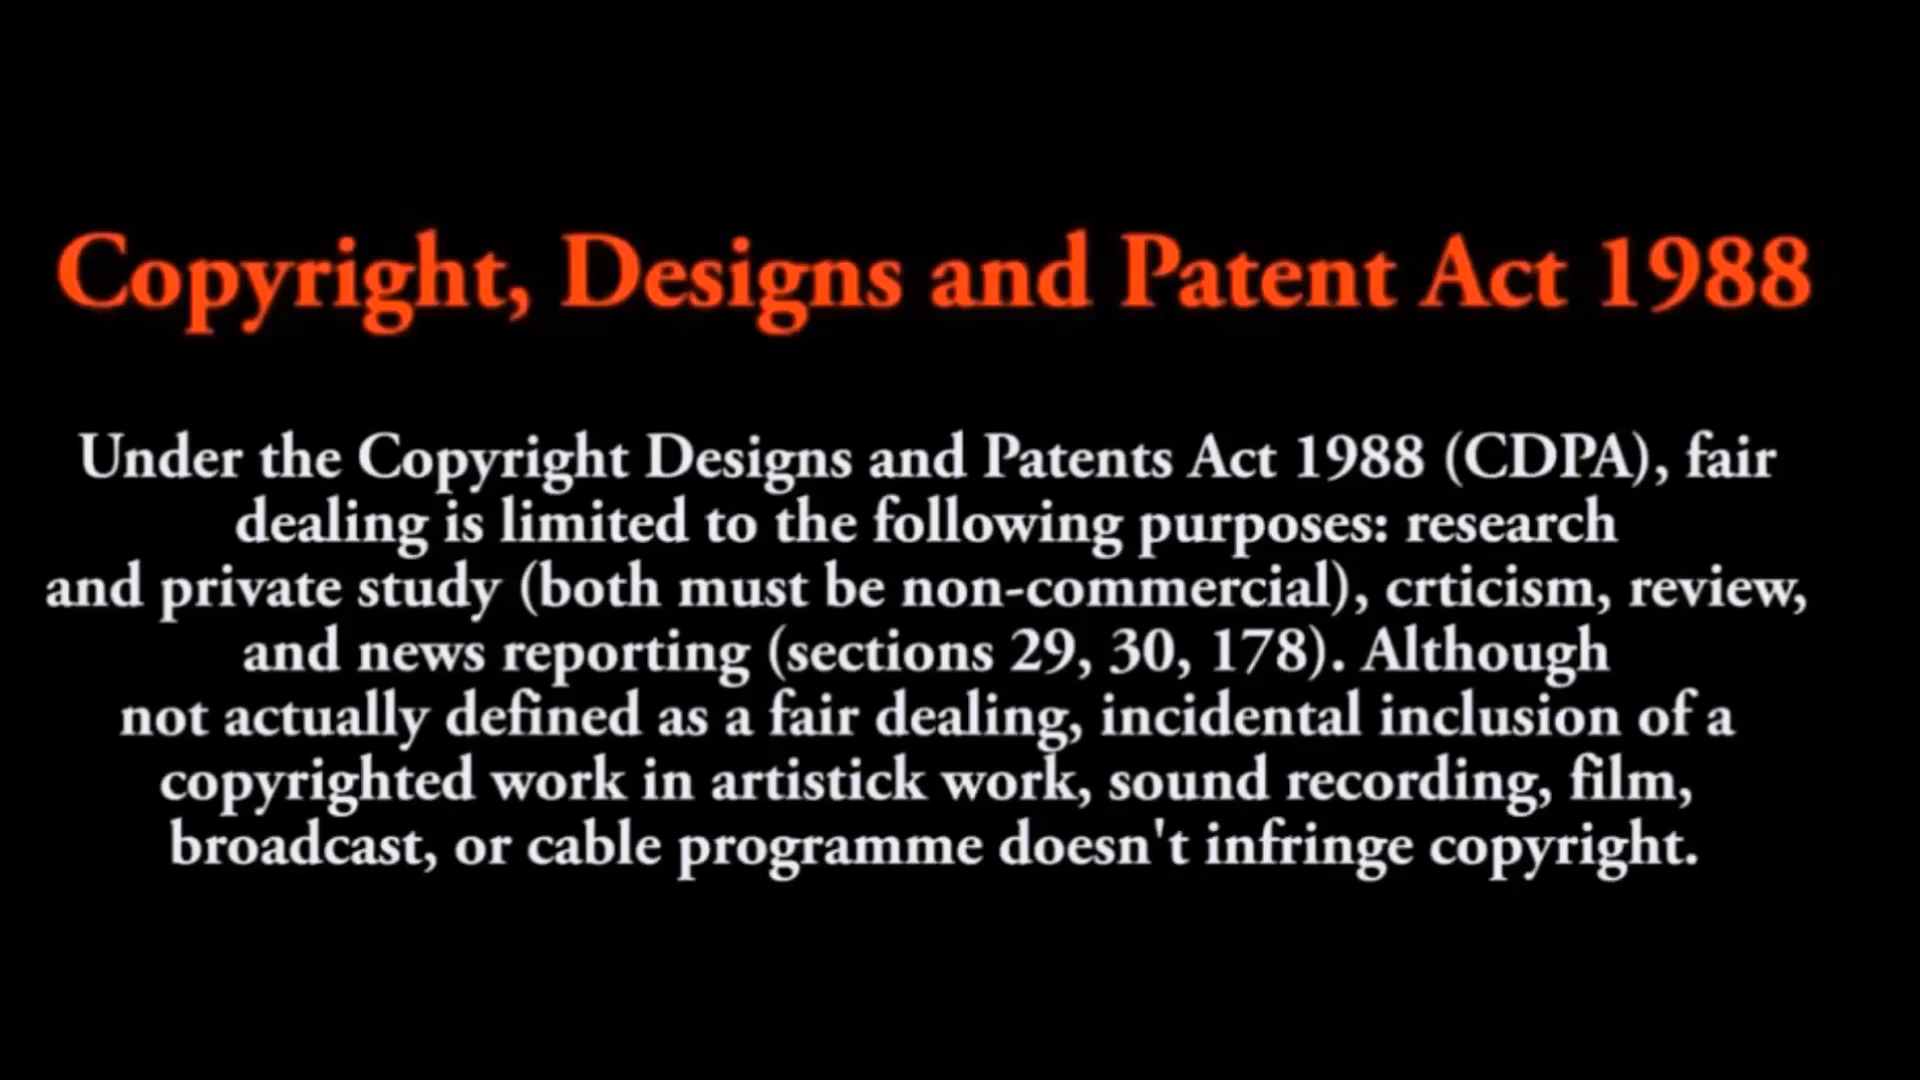 Copyright, Designs and Patent Act 1988
Under the Copyright Designs and Patents Act 1988 (CDPA), fair
dealing is limited to the following purposes: research
and private study (both must be non-commercial), crticism, review,
and news reporting (sections 29, 30, 178). Although
not actually defined as a fair dealing, incidental inclusion of a
copyrighted work in artistick work, sound recording, film,
broadcast, or cable programme doesn't infringe copyright.